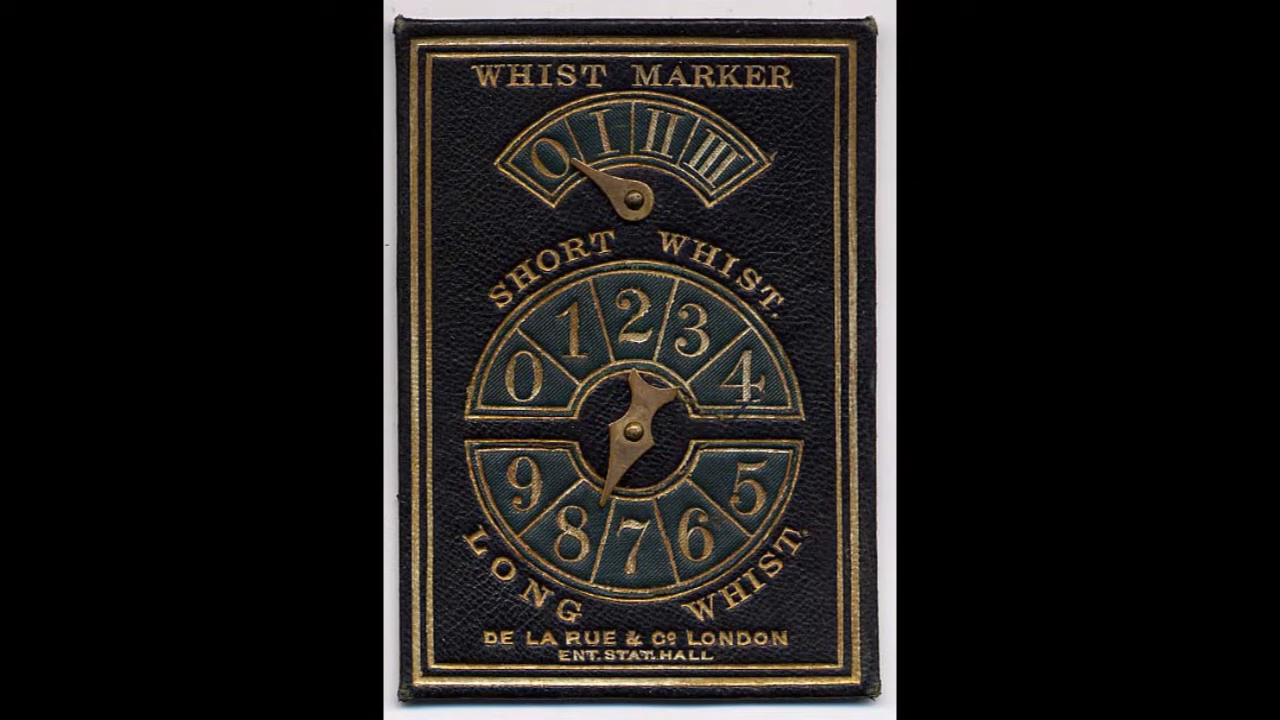 WHIST MARKER
0 I II III
SHORT WHIST.
0 1 2 3 4
9 8 7 6 5
LONG WHIST.
DE LA RUE & Co LONDON
ENT. STAT. HALL